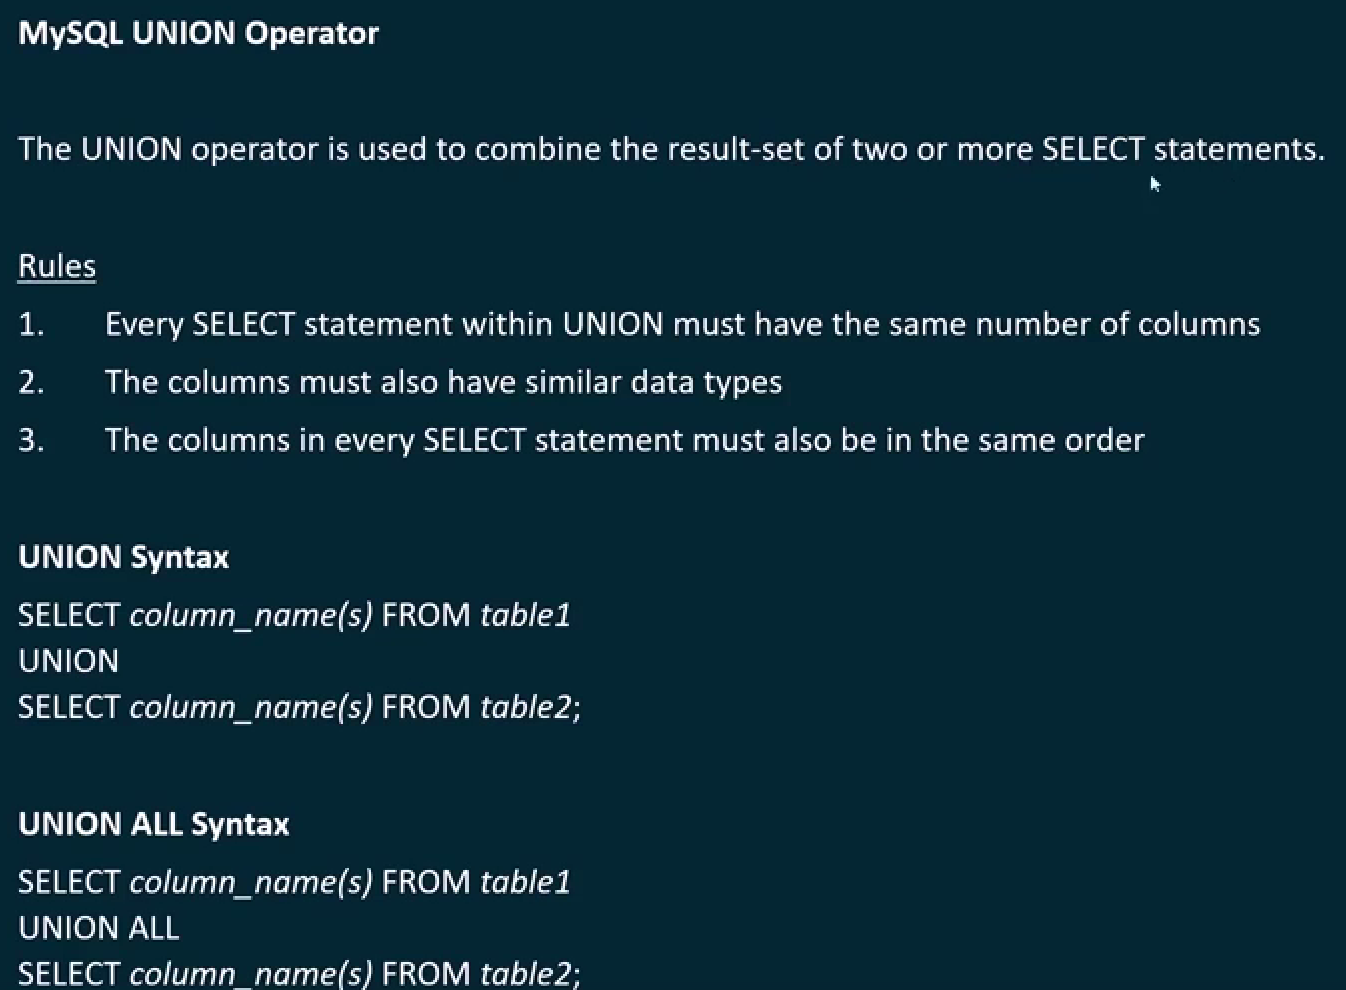 MySQL UNION Operator
The UNION operator is used to combine the result-set of two or more SELECT statements.
Rules
1. Every SELECT statement within UNION must have the same number of columns
2. The columns must also have similar data types
3. The columns in every SELECT statement must also be in the same order
UNION Syntax
SELECT column_name(s) FROM table1
UNION
SELECT column_name(s) FROM table2;
UNION ALL Syntax
SELECT column_name(s) FROM table1
UNION ALL
SELECT column_name(s) FROM table2;